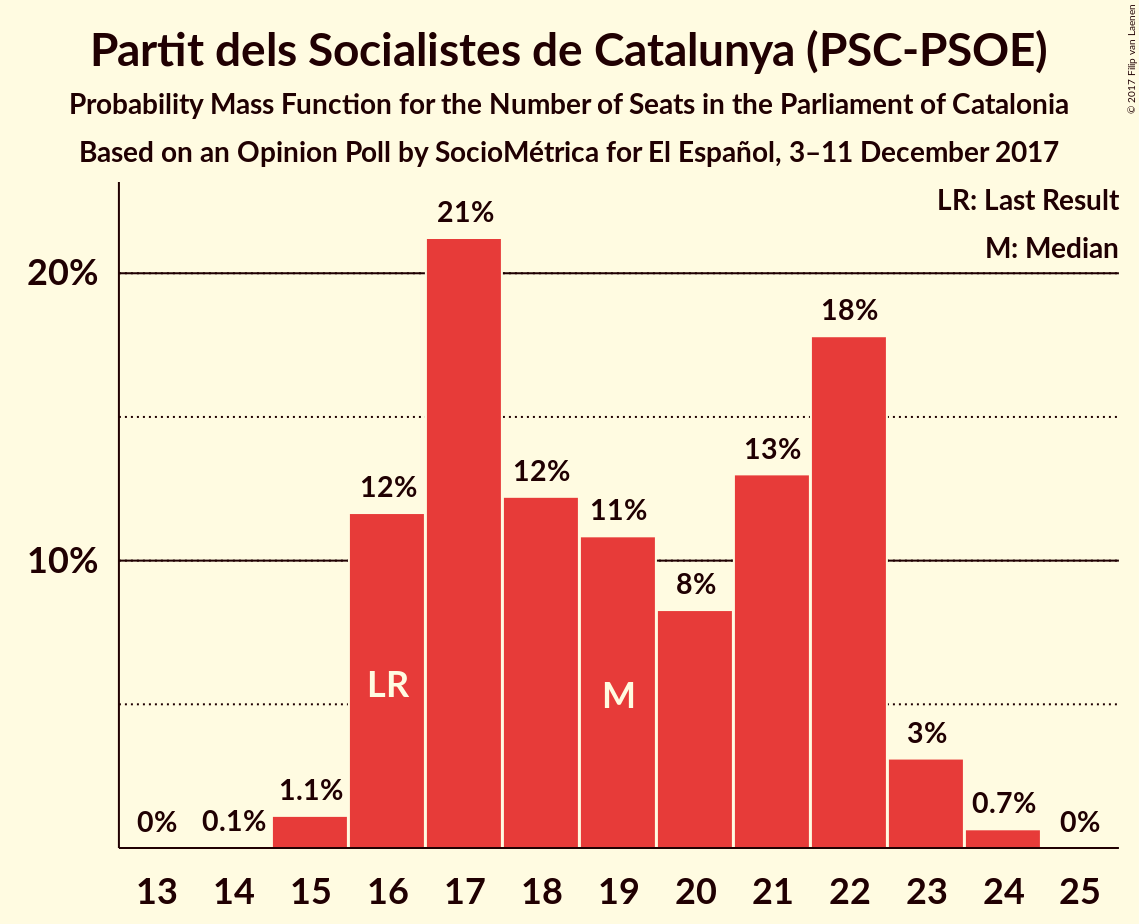 Partit dels Socialistes de Catalunya (PSC-PSOE)
Probability Mass Function for the Number of Seats in the Parliament of Catalonia
Based on an Opinion Poll by SocioMétrica for El Español, 3–11 December 2017
© 2017 Filip van Laenen
LR: Last Result
M: Median
20%
10%
0%
0.1%
1.1%
12%
21%
12%
11%
8%
13%
18%
3%
0.7%
0%
LR
M
13 14 15 16 17 18 19 20 21 22 23 24 25